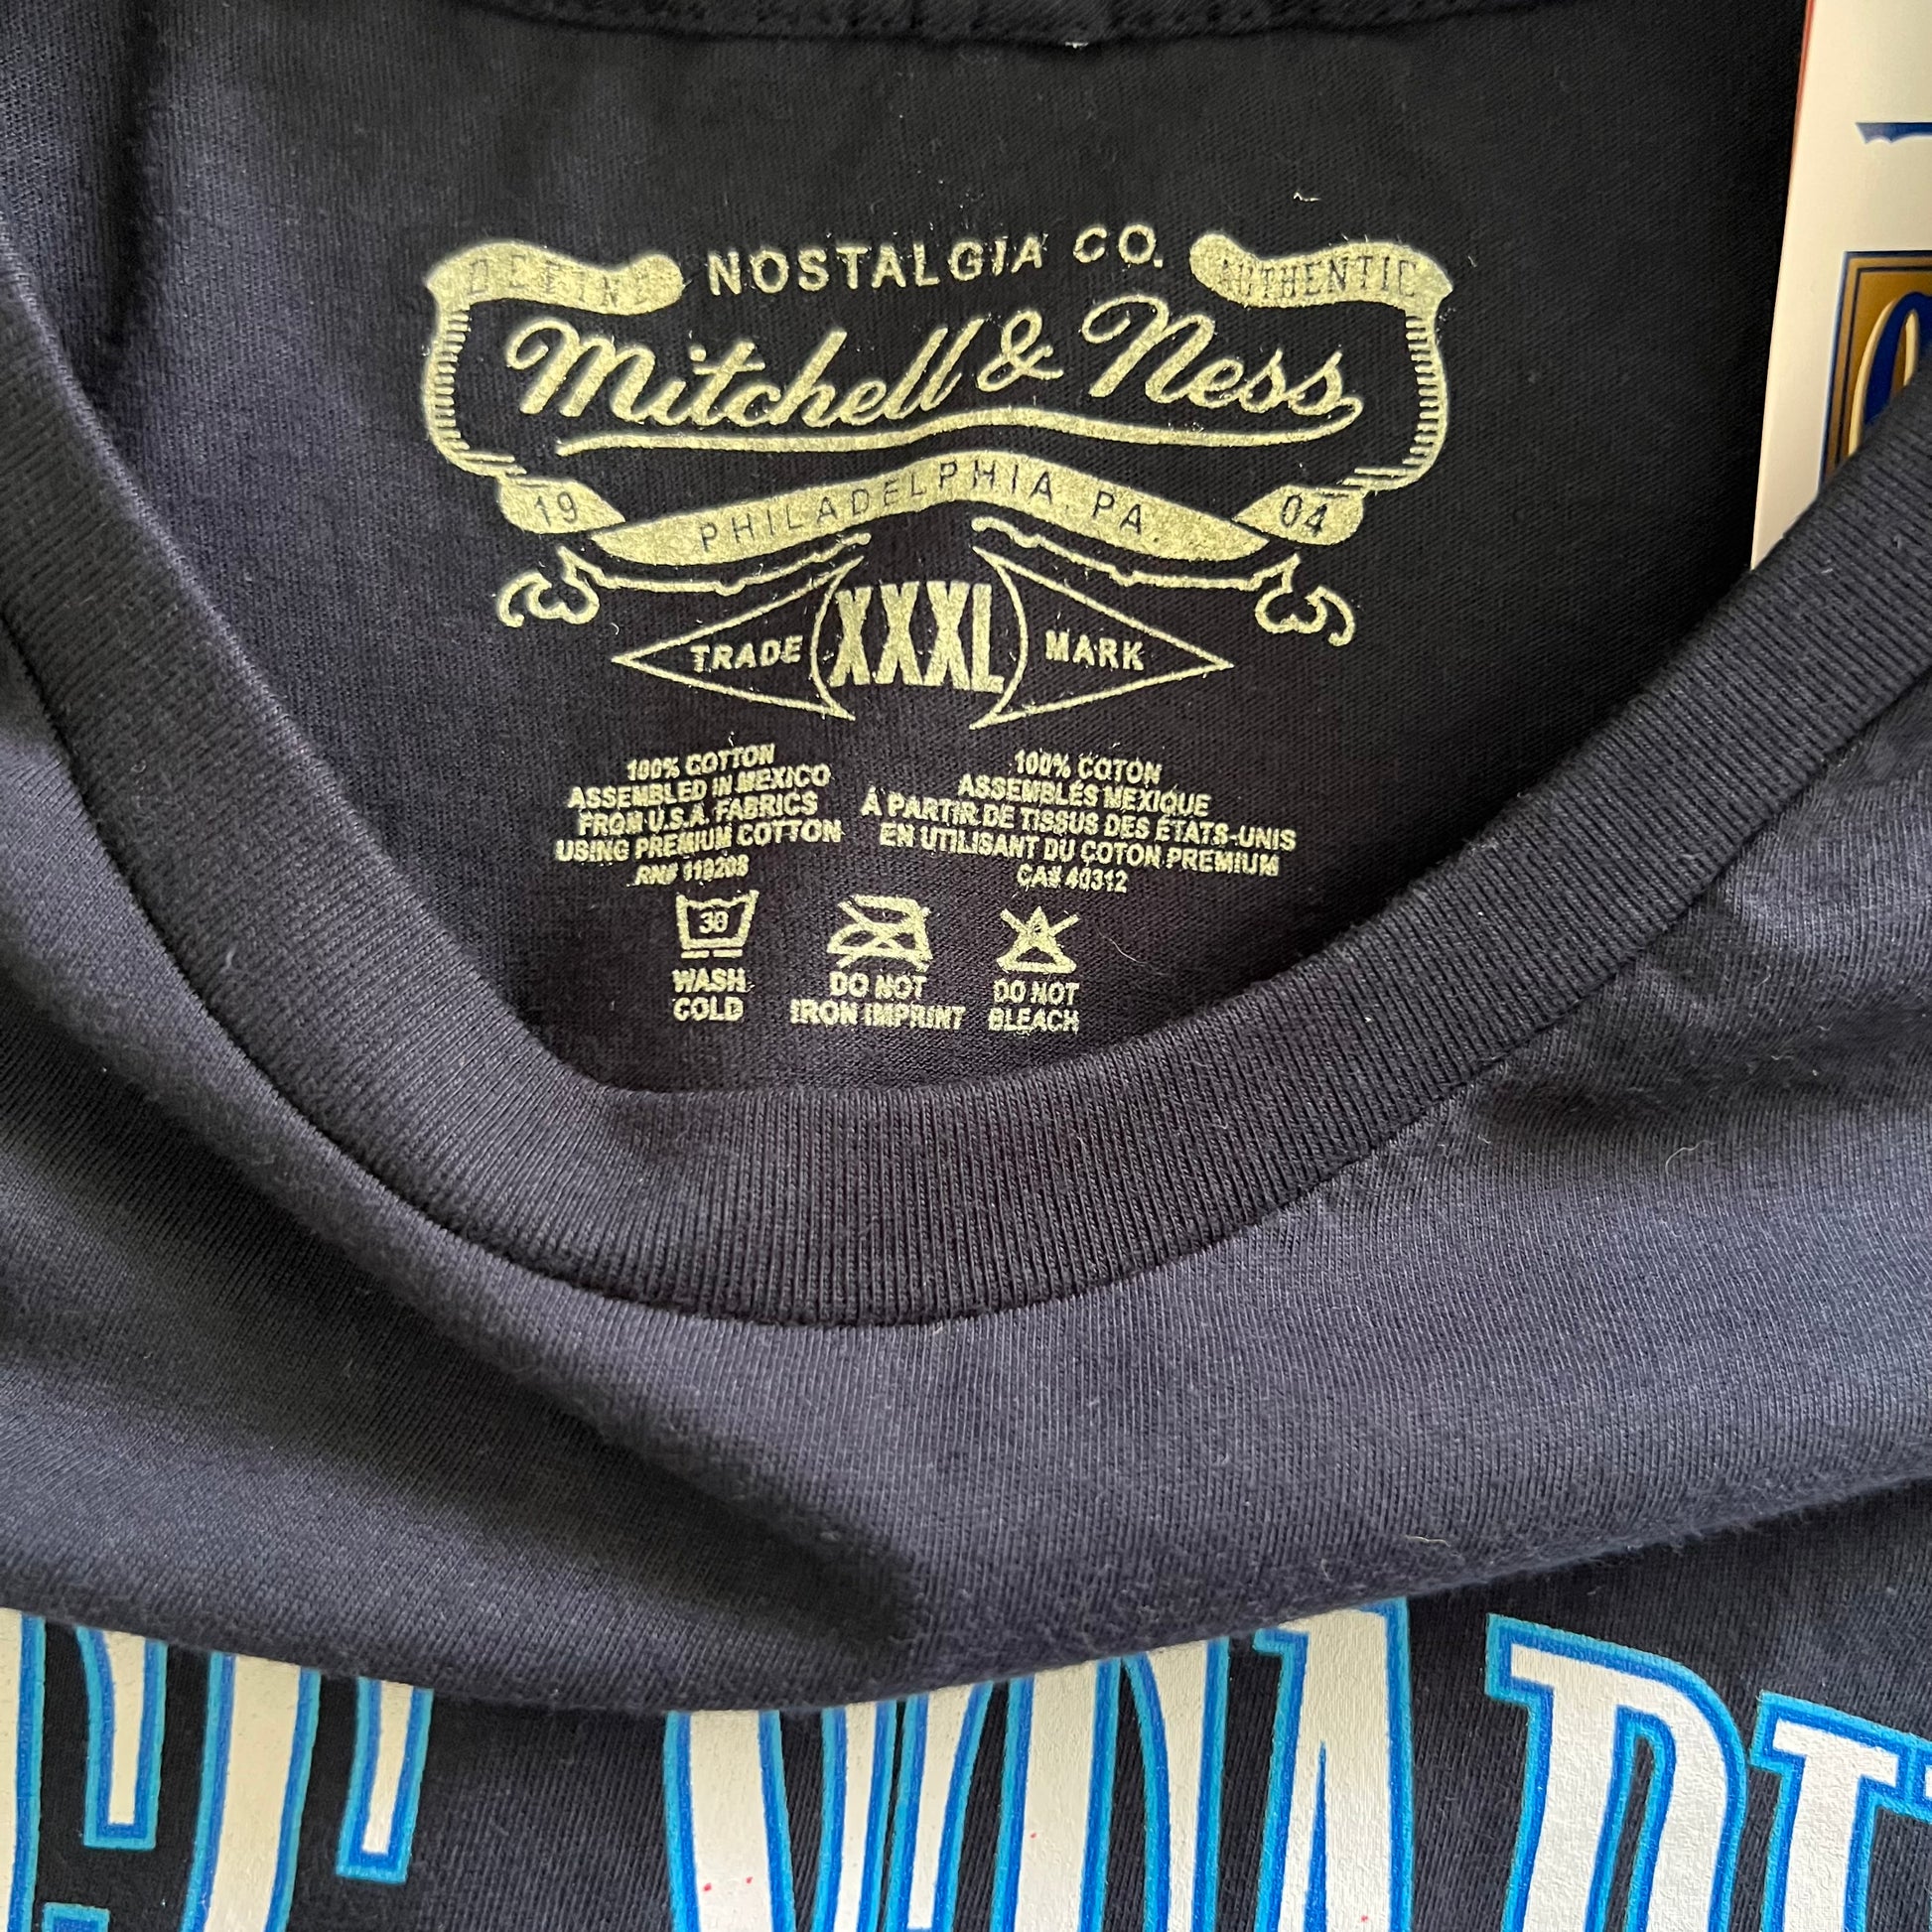 NOSTALGIA CO.
AUTHENTIC
Mitchell & Ness
19 PHILADELPHIA, PA. 04
TRADE XXXL MARK
100% COTTON
ASSEMBLED IN MEXICO
FROM U.S.A. FABRICS
USING PREMIUM COTTON
RN# 119208
100% COTON
ASSEMBLÉS MEXIQUE
À PARTIR DE TISSUS DES ÉTATS-UNIS
EN UTILISANT DU COTON PREMIUM
CA# 40312
30
WASH
COLD
DO NOT
IRON IMPRINT
DO NOT
BLEACH